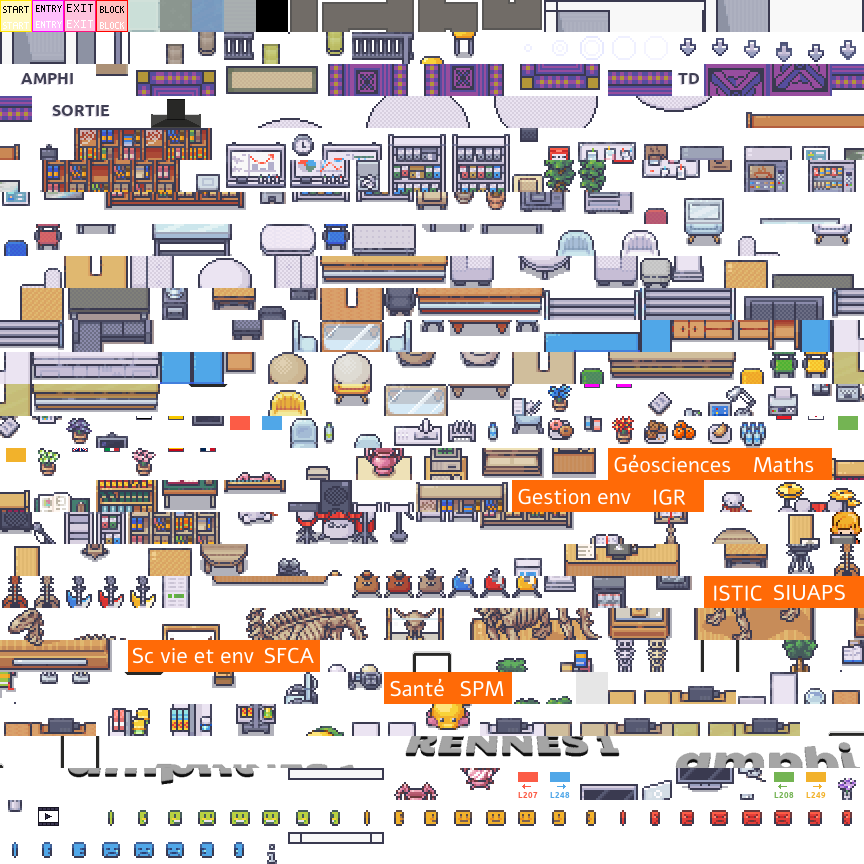 START ENTRY EXIT BLOCK
START ENTRY EXIT BLOCK
AMPHI TD
SORTIE
Géosciences Maths
Gestion env IGR
ISTIC SIUAPS
Sc vie et env SFCA
Santé SPM
RENNES 1
amphi
L207 L248 L208 L249